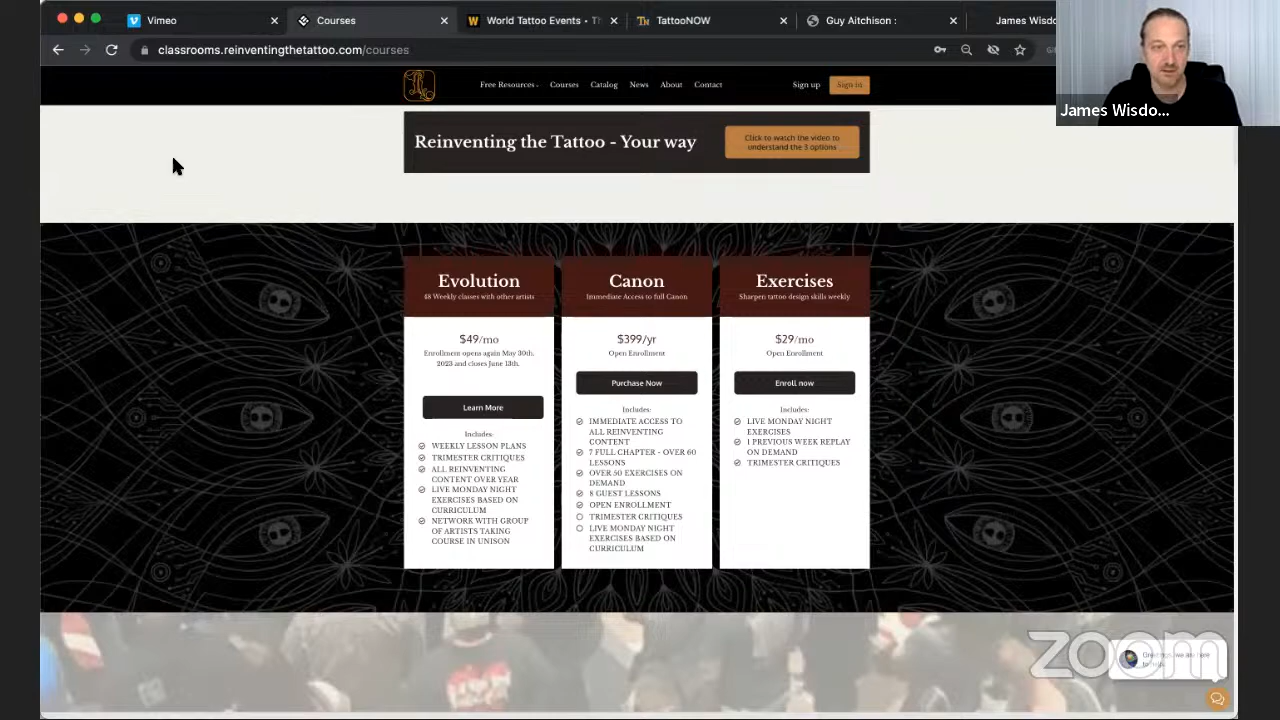 Vimeo
Courses
World Tattoo Events • Th
TattooNOW
Guy Aitchison :
James Wisdo
classrooms.reinventingthetattoo.com/courses
James Wisdo...
Free Resources
Courses
Catalog
News
About
Contact
Sign up
Sign in
Reinventing the Tattoo - Your way
Click to watch the video to
understand the 3 options
Evolution
48 Weekly classes with other artists
$49/mo
Enrollment opens again May 30th,
2023 and closes June 13th.
Learn More
Includes:
WEEKLY LESSON PLANS
TRIMESTER CRITIQUES
ALL REINVENTING
CONTENT OVER YEAR
LIVE MONDAY NIGHT
EXERCISES BASED ON
CURRICULUM
NETWORK WITH GROUP
OF ARTISTS TAKING
COURSE IN UNISON
Canon
Immediate Access to full Canon
$399/yr
Open Enrollment
Purchase Now
Includes:
IMMEDIATE ACCESS TO
ALL REINVENTING
CONTENT
7 FULL CHAPTER - OVER 60
LESSONS
OVER 50 EXERCISES ON
DEMAND
8 GUEST LESSONS
OPEN ENROLLMENT
TRIMESTER CRITIQUES
LIVE MONDAY NIGHT
EXERCISES BASED ON
CURRICULUM
Exercises
Sharpen tattoo design skills weekly
$29/mo
Open Enrollment
Enroll now
Includes:
LIVE MONDAY NIGHT
EXERCISES
1 PREVIOUS WEEK REPLAY
ON DEMAND
TRIMESTER CRITIQUES
zoom